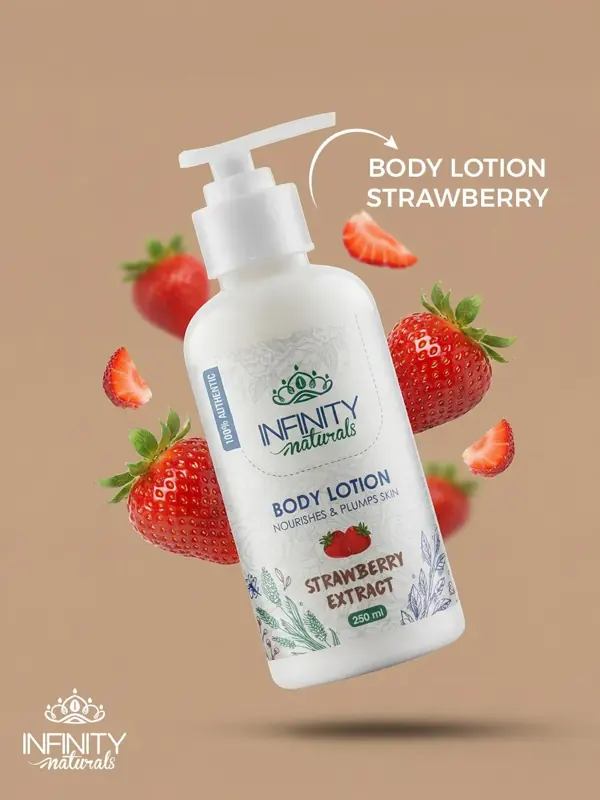 BODY LOTION
STRAWBERRY
100% AUTHENTIC
INFINITY
naturals
BODY LOTION
NOURISHES & PLUMPS SKIN
STRAWBERRY
EXTRACT
250 ml
INFINITY
naturals